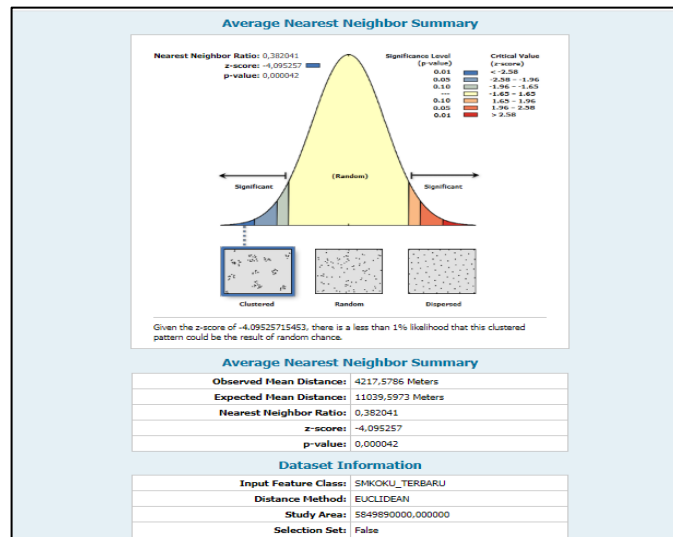 Average Nearest Neighbor Summary
Nearest Neighbor Ratio: 0,382041
z-score: -4,095257
p-value: 0,000042
Significance Level (p-value) Critical Value (z-score)
0.01 < -2.58
0.05 -2.58 - -1.96
0.10 -1.96 - -1.65
--- -1.65 - 1.65
0.10 1.65 - 1.96
0.05 1.96 - 2.58
0.01 > 2.58
Significant (Random) Significant
Clustered Random Dispersed
Given the z-score of -4.09525715453, there is a less than 1% likelihood that this clustered
pattern could be the result of random chance.
Average Nearest Neighbor Summary
Observed Mean Distance: 4217,5786 Meters
Expected Mean Distance: 11039,5973 Meters
Nearest Neighbor Ratio: 0,382041
z-score: -4,095257
p-value: 0,000042
Dataset Information
Input Feature Class: SMKOKU_TERBARU
Distance Method: EUCLIDEAN
Study Area: 5849890000,000000
Selection Set: False